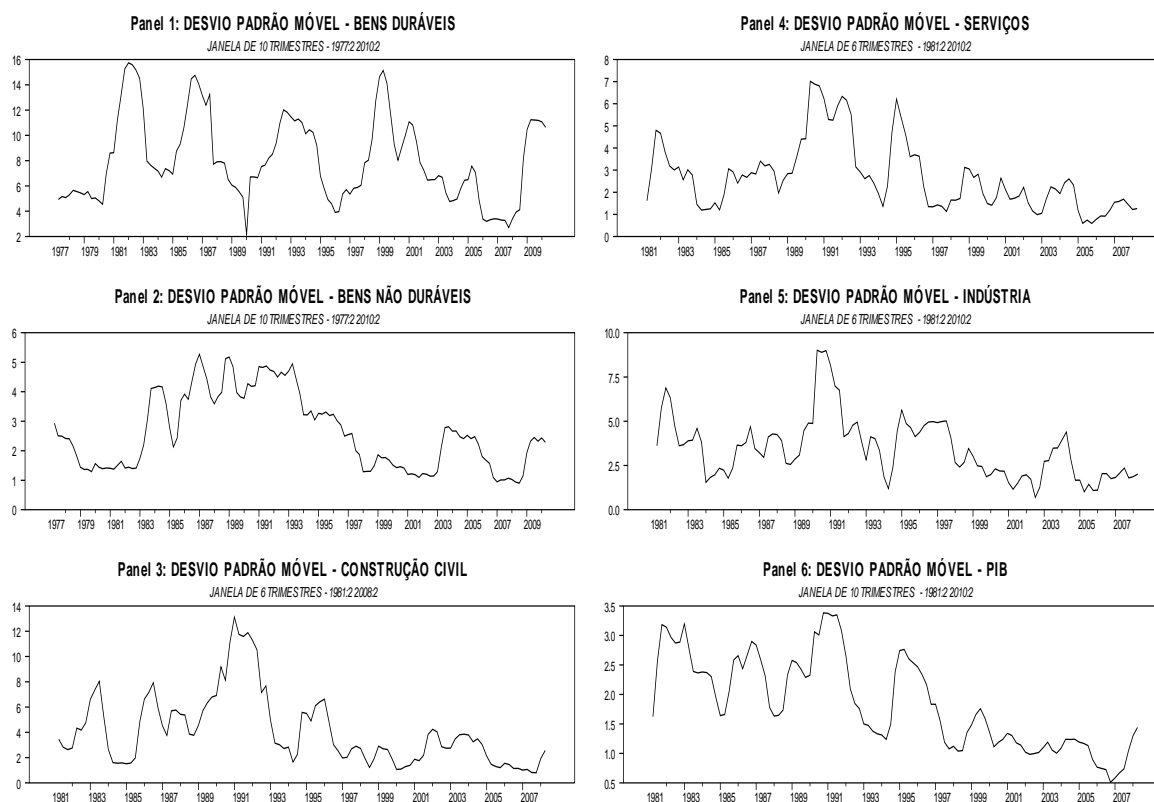 Panel 1: DESVIO PADRÃO MÓVEL - BENS DURÁVEIS
JANELA DE 10 TRIMESTRES - 1977:2 2010:2
16
14
12
10
8
6
4
2
1977 1979 1981 1983 1985 1987 1989 1991 1993 1995 1997 1999 2001 2003 2005 2007 2009
Panel 2: DESVIO PADRÃO MÓVEL - BENS NÃO DURÁVEIS
JANELA DE 10 TRIMESTRES - 1977:2 2010:2
6
5
4
3
2
1
0
1977 1979 1981 1983 1985 1987 1989 1991 1993 1995 1997 1999 2001 2003 2005 2007 2009
Panel 3: DESVIO PADRÃO MÓVEL - CONSTRUÇÃO CIVIL
JANELA DE 6 TRIMESTRES - 1981:2 2008:2
14
12
10
8
6
4
2
0
1981 1983 1985 1987 1989 1991 1993 1995 1997 1999 2001 2003 2005 2007
Panel 4: DESVIO PADRÃO MÓVEL - SERVIÇOS
JANELA DE 6 TRIMESTRES - 1981:2 2010:2
8
7
6
5
4
3
2
1
0
1981 1983 1985 1987 1989 1991 1993 1995 1997 1999 2001 2003 2005 2007
Panel 5: DESVIO PADRÃO MÓVEL - INDÚSTRIA
JANELA DE 6 TRIMESTRES - 1981:2 2010:2
10.0
7.5
5.0
2.5
0.0
1981 1983 1985 1987 1989 1991 1993 1995 1997 1999 2001 2003 2005 2007
Panel 6: DESVIO PADRÃO MÓVEL - PIB
JANELA DE 10 TRIMESTRES - 1981:2 2010:2
3.5
3.0
2.5
2.0
1.5
1.0
0.5
1981 1983 1985 1987 1989 1991 1993 1995 1997 1999 2001 2003 2005 2007